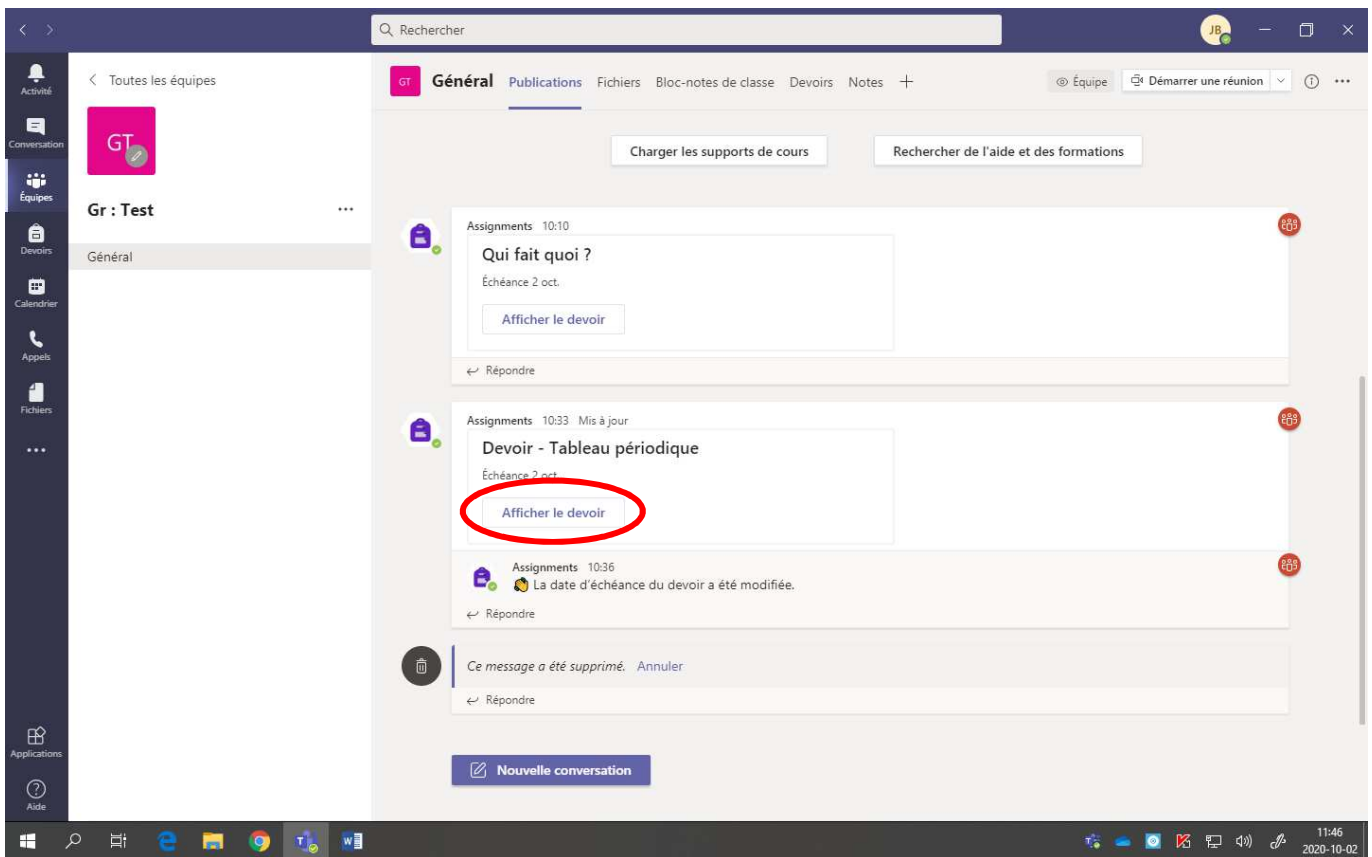 Rechercher
JB
Activité
Conversation
Équipes
Devoirs
Calendrier
Appels
Fichiers
Applications
Aide
Toutes les équipes
GT
Gr : Test
Général
GT Général Publications Fichiers Bloc-notes de classe Devoirs Notes
Équipe Démarrer une réunion
Charger les supports de cours Rechercher de l'aide et des formations
Assignments 10:10
Qui fait quoi ?
Échéance 2 oct.
Afficher le devoir
Répondre
Assignments 10:33 Mis à jour
Devoir - Tableau périodique
Échéance 2 oct.
Afficher le devoir
Assignments 10:36
La date d'échéance du devoir a été modifiée.
Répondre
Ce message a été supprimé. Annuler
Répondre
Nouvelle conversation
11:46
2020-10-02